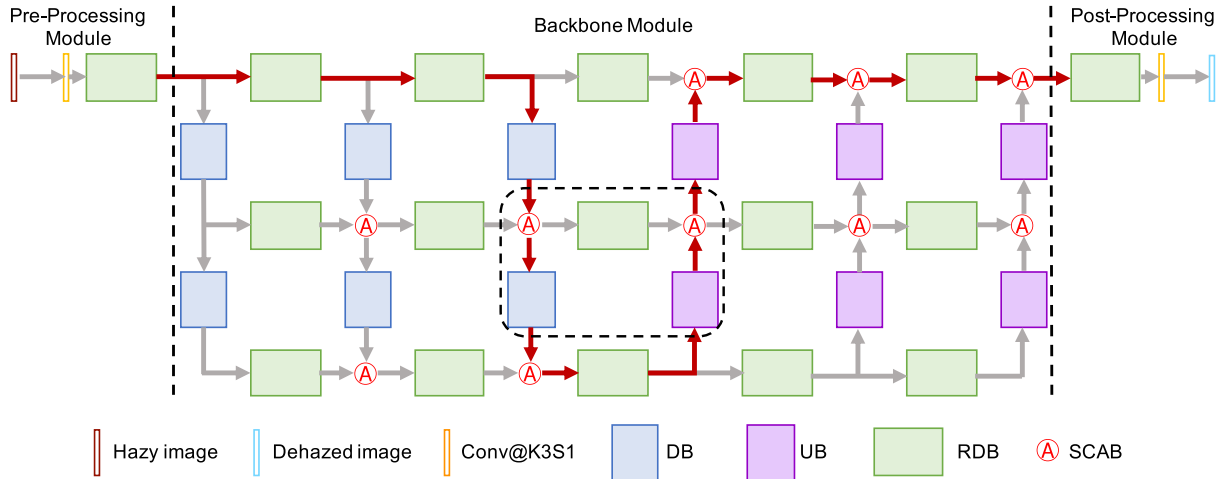 Pre-Processing
Module
Backbone Module
Post-Processing
Module
A
A
A
A
A
A
A
A
A
A
Hazy image
Dehazed image
Conv@K3S1
DB
UB
RDB
A
SCAB